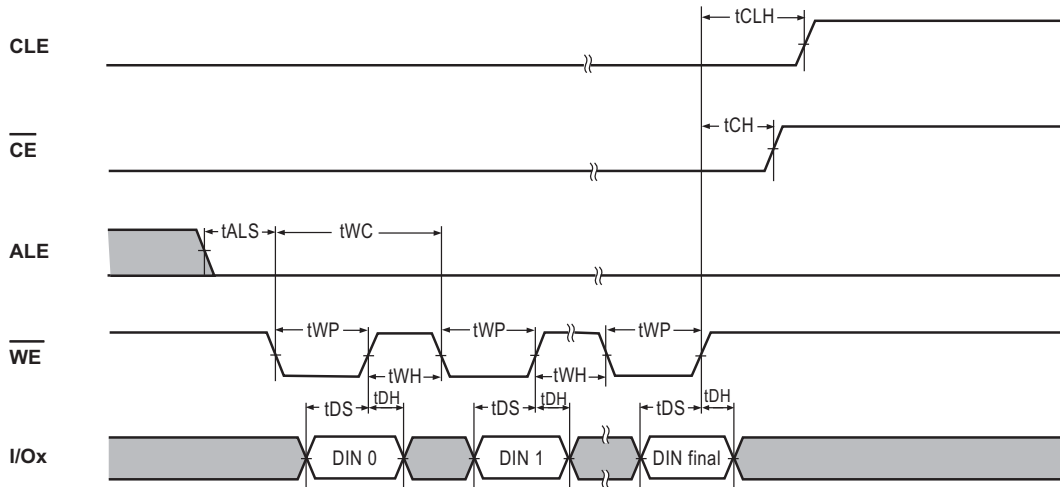 CLE
tCLH
CE
tCH
ALE
tALS
tWC
WE
tWP
tWP
tWP
tWH
tWH
tDS
tDH
tDS
tDH
tDS
tDH
I/Ox
DIN 0
DIN 1
DIN final